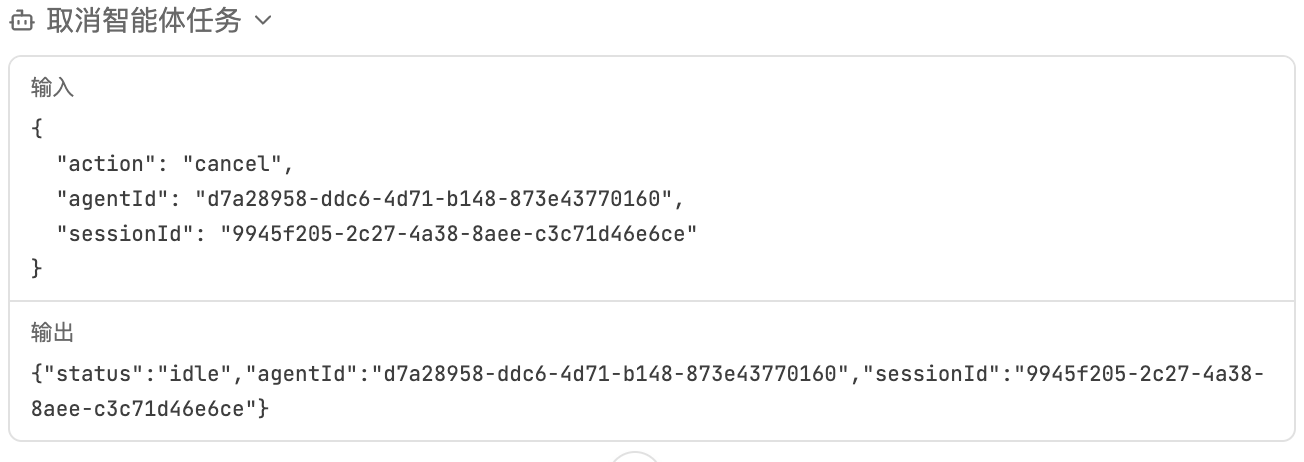 取消智能体任务
输入
{
  "action": "cancel",
  "agentId": "d7a28958-ddc6-4d71-b148-873e43770160",
  "sessionId": "9945f205-2c27-4a38-8aee-c3c71d46e6ce"
}
输出
{"status":"idle","agentId":"d7a28958-ddc6-4d71-b148-873e43770160","sessionId":"9945f205-2c27-4a38-
8aee-c3c71d46e6ce"}